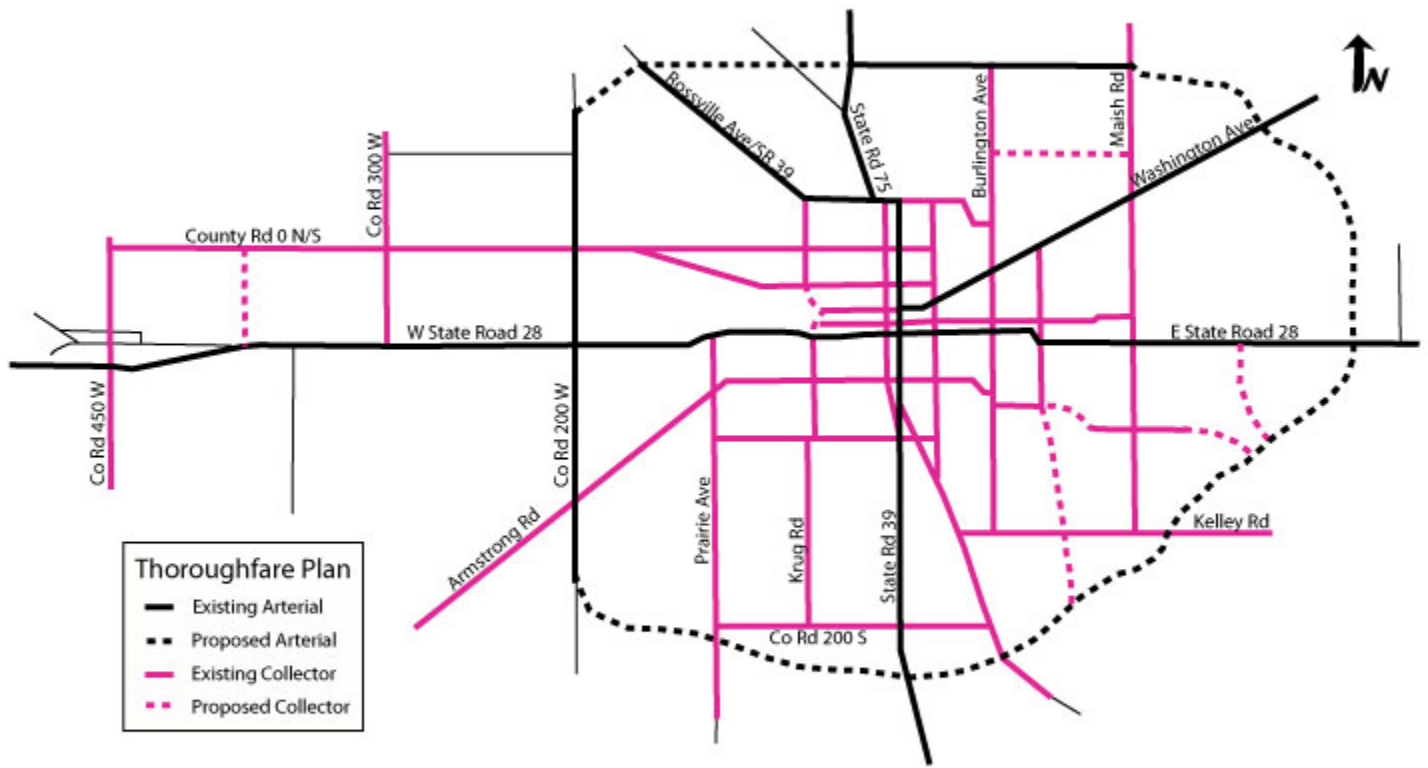 N
Rossville Ave/SR 39
State Rd 75
Burlington Ave
Maish Rd
Washington Ave
Co Rd 300 W
County Rd 0 N/S
W State Road 28
E State Road 28
Co Rd 450 W
Co Rd 200 W
Armstrong Rd
Prairie Ave
Krug Rd
State Rd 39
Kelley Rd
Co Rd 200 S
Thoroughfare Plan
Existing Arterial
Proposed Arterial
Existing Collector
Proposed Collector